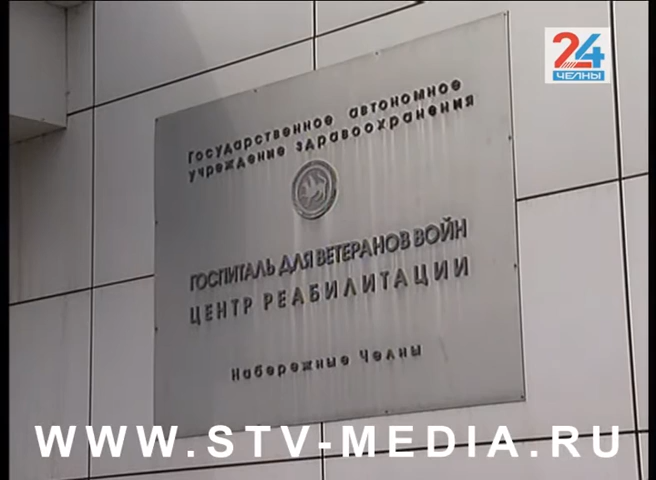 24
ЧЕЛНЫ
Государственное автономное
учреждение здравоохранения
ГОСПИТАЛЬ ДЛЯ ВЕТЕРАНОВ ВОЙН
ЦЕНТР РЕАБИЛИТАЦИИ
Набережные Челны
WWW.STV-MEDIA.RU